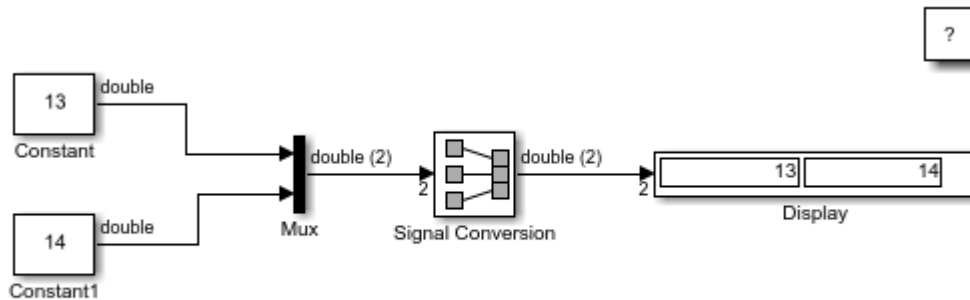 ?
13
double
Constant
double (2)
2
Mux
Signal Conversion
double (2)
2
13
14
Display
14
double
Constant1